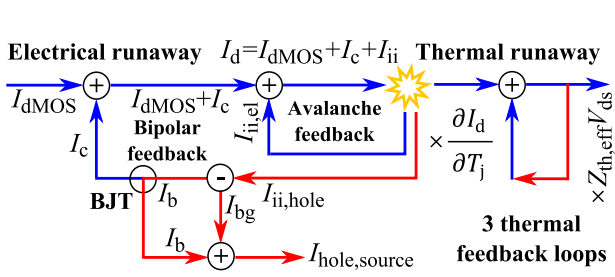 Electrical runaway
I_d=I_dMOS+I_c+I_ii
Thermal runaway
+
+
+
I_dMOS
I_dMOS+I_c
I_ii,el
Avalanche
feedback
× ∂I_d/∂T_j
×Z_th,eff V_ds
I_c
Bipolar
feedback
BJT
I_b
-
I_ii,hole
I_bg
I_b
+
I_hole,source
3 thermal
feedback loops